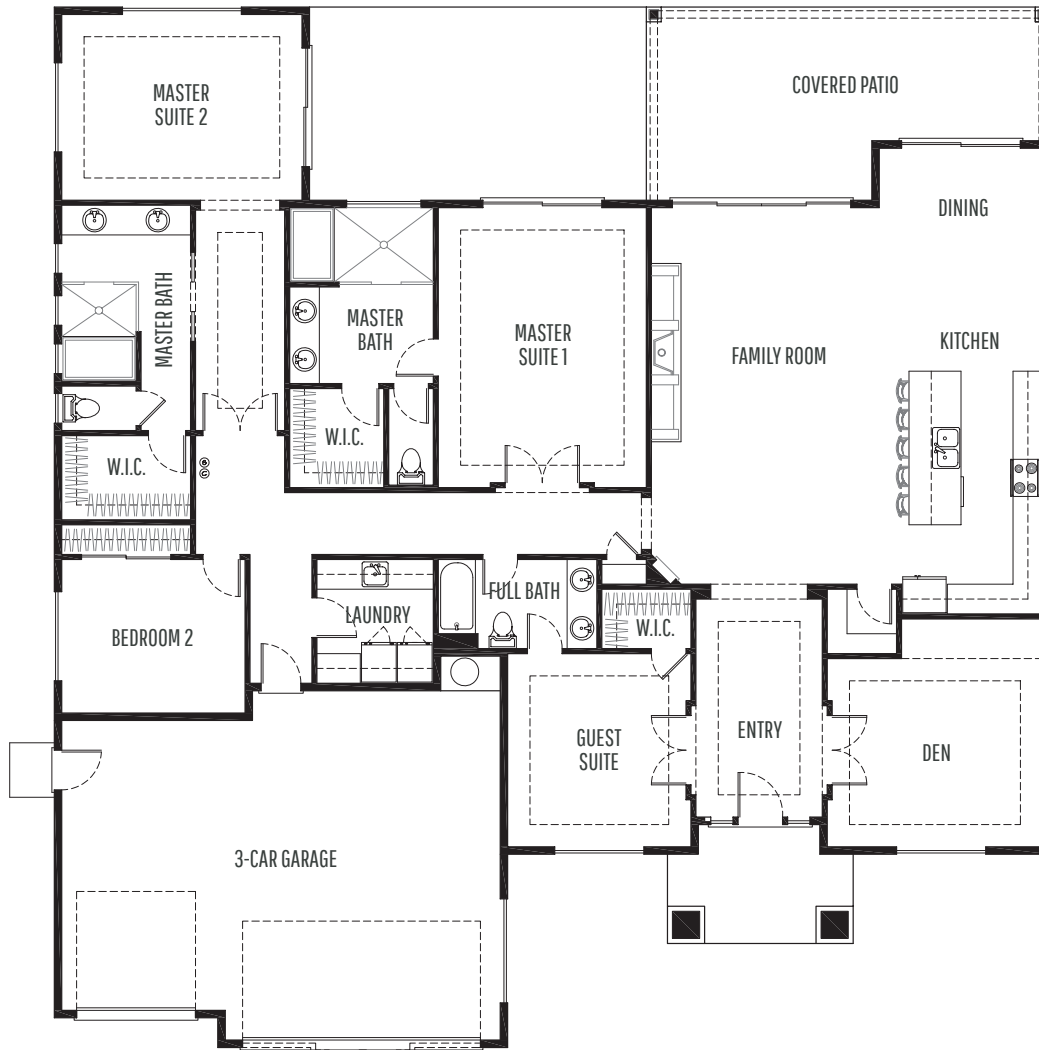 MASTER
SUITE 2
COVERED PATIO
DINING
MASTER BATH
MASTER
BATH
MASTER
SUITE 1
FAMILY ROOM
KITCHEN
W.I.C.
W.I.C.
BEDROOM 2
LAUNDRY
FULL BATH
W.I.C.
GUEST
SUITE
ENTRY
DEN
3-CAR GARAGE